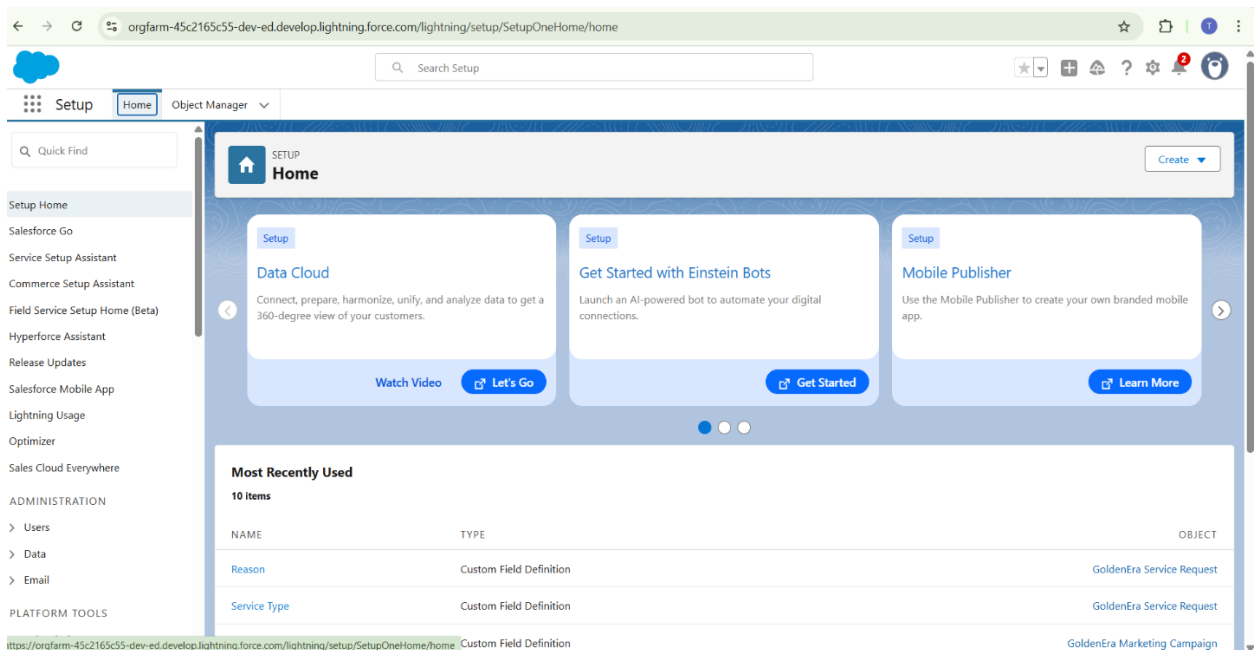 orgfarm-45c2165c55-dev-ed.develop.lightning.force.com/lightning/setup/SetupOneHome/home
T
Search Setup
2
Setup
Home
Object Manager
Quick Find
Setup Home
Salesforce Go
Service Setup Assistant
Commerce Setup Assistant
Field Service Setup Home (Beta)
Hyperforce Assistant
Release Updates
Salesforce Mobile App
Lightning Usage
Optimizer
Sales Cloud Everywhere
ADMINISTRATION
Users
Data
Email
PLATFORM TOOLS
SETUP
Home
Create
Setup
Data Cloud
Connect, prepare, harmonize, unify, and analyze data to get a
360-degree view of your customers.
Watch Video
Let's Go
Setup
Get Started with Einstein Bots
Launch an AI-powered bot to automate your digital
connections.
Get Started
Setup
Mobile Publisher
Use the Mobile Publisher to create your own branded mobile
app.
Learn More
Most Recently Used
10 items
NAME TYPE OBJECT
Reason Custom Field Definition GoldenEra Service Request
Service Type Custom Field Definition GoldenEra Service Request
Custom Field Definition GoldenEra Marketing Campaign
https://orgfarm-45c2165c55-dev-ed.develop.lightning.force.com/lightning/setup/SetupOneHome/home